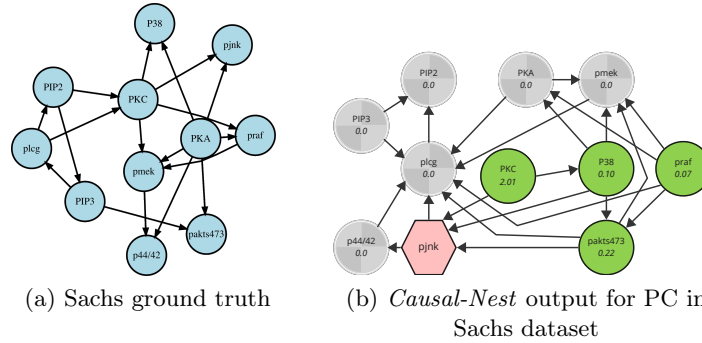 P38
pjnk
PIP2
PKC
PKA
praf
plcg
pmek
PIP3
pakts473
p44/42
(a) Sachs ground truth
PIP2
0.0
PKA
0.0
pmek
0.0
PIP3
0.0
plcg
0.0
PKC
2.01
P38
0.10
praf
0.07
p44/42
0.0
pjnk
pakts473
0.22
(b) Causal-Nest output for PC in
Sachs dataset